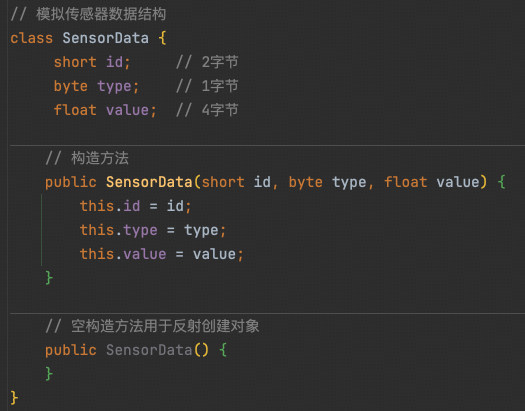 // 模拟传感器数据结构
class SensorData {
short id; // 2字节
byte type; // 1字节
float value; // 4字节
// 构造方法
public SensorData(short id, byte type, float value) {
this.id = id;
this.type = type;
this.value = value;
}
// 空构造方法用于反射创建对象
public SensorData() {
}
}